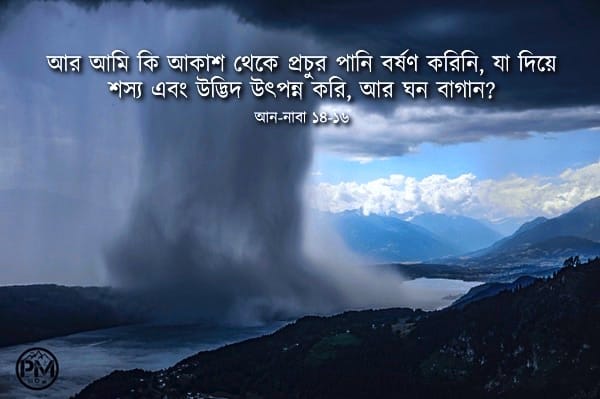 আর আমি কি আকাশ থেকে প্রচুর পানি বর্ষণ করিনি, যা দিয়ে
শস্য এবং উদ্ভিদ উৎপন্ন করি, আর ঘন বাগান?
আন-নাবা ১৪-১৬
PM